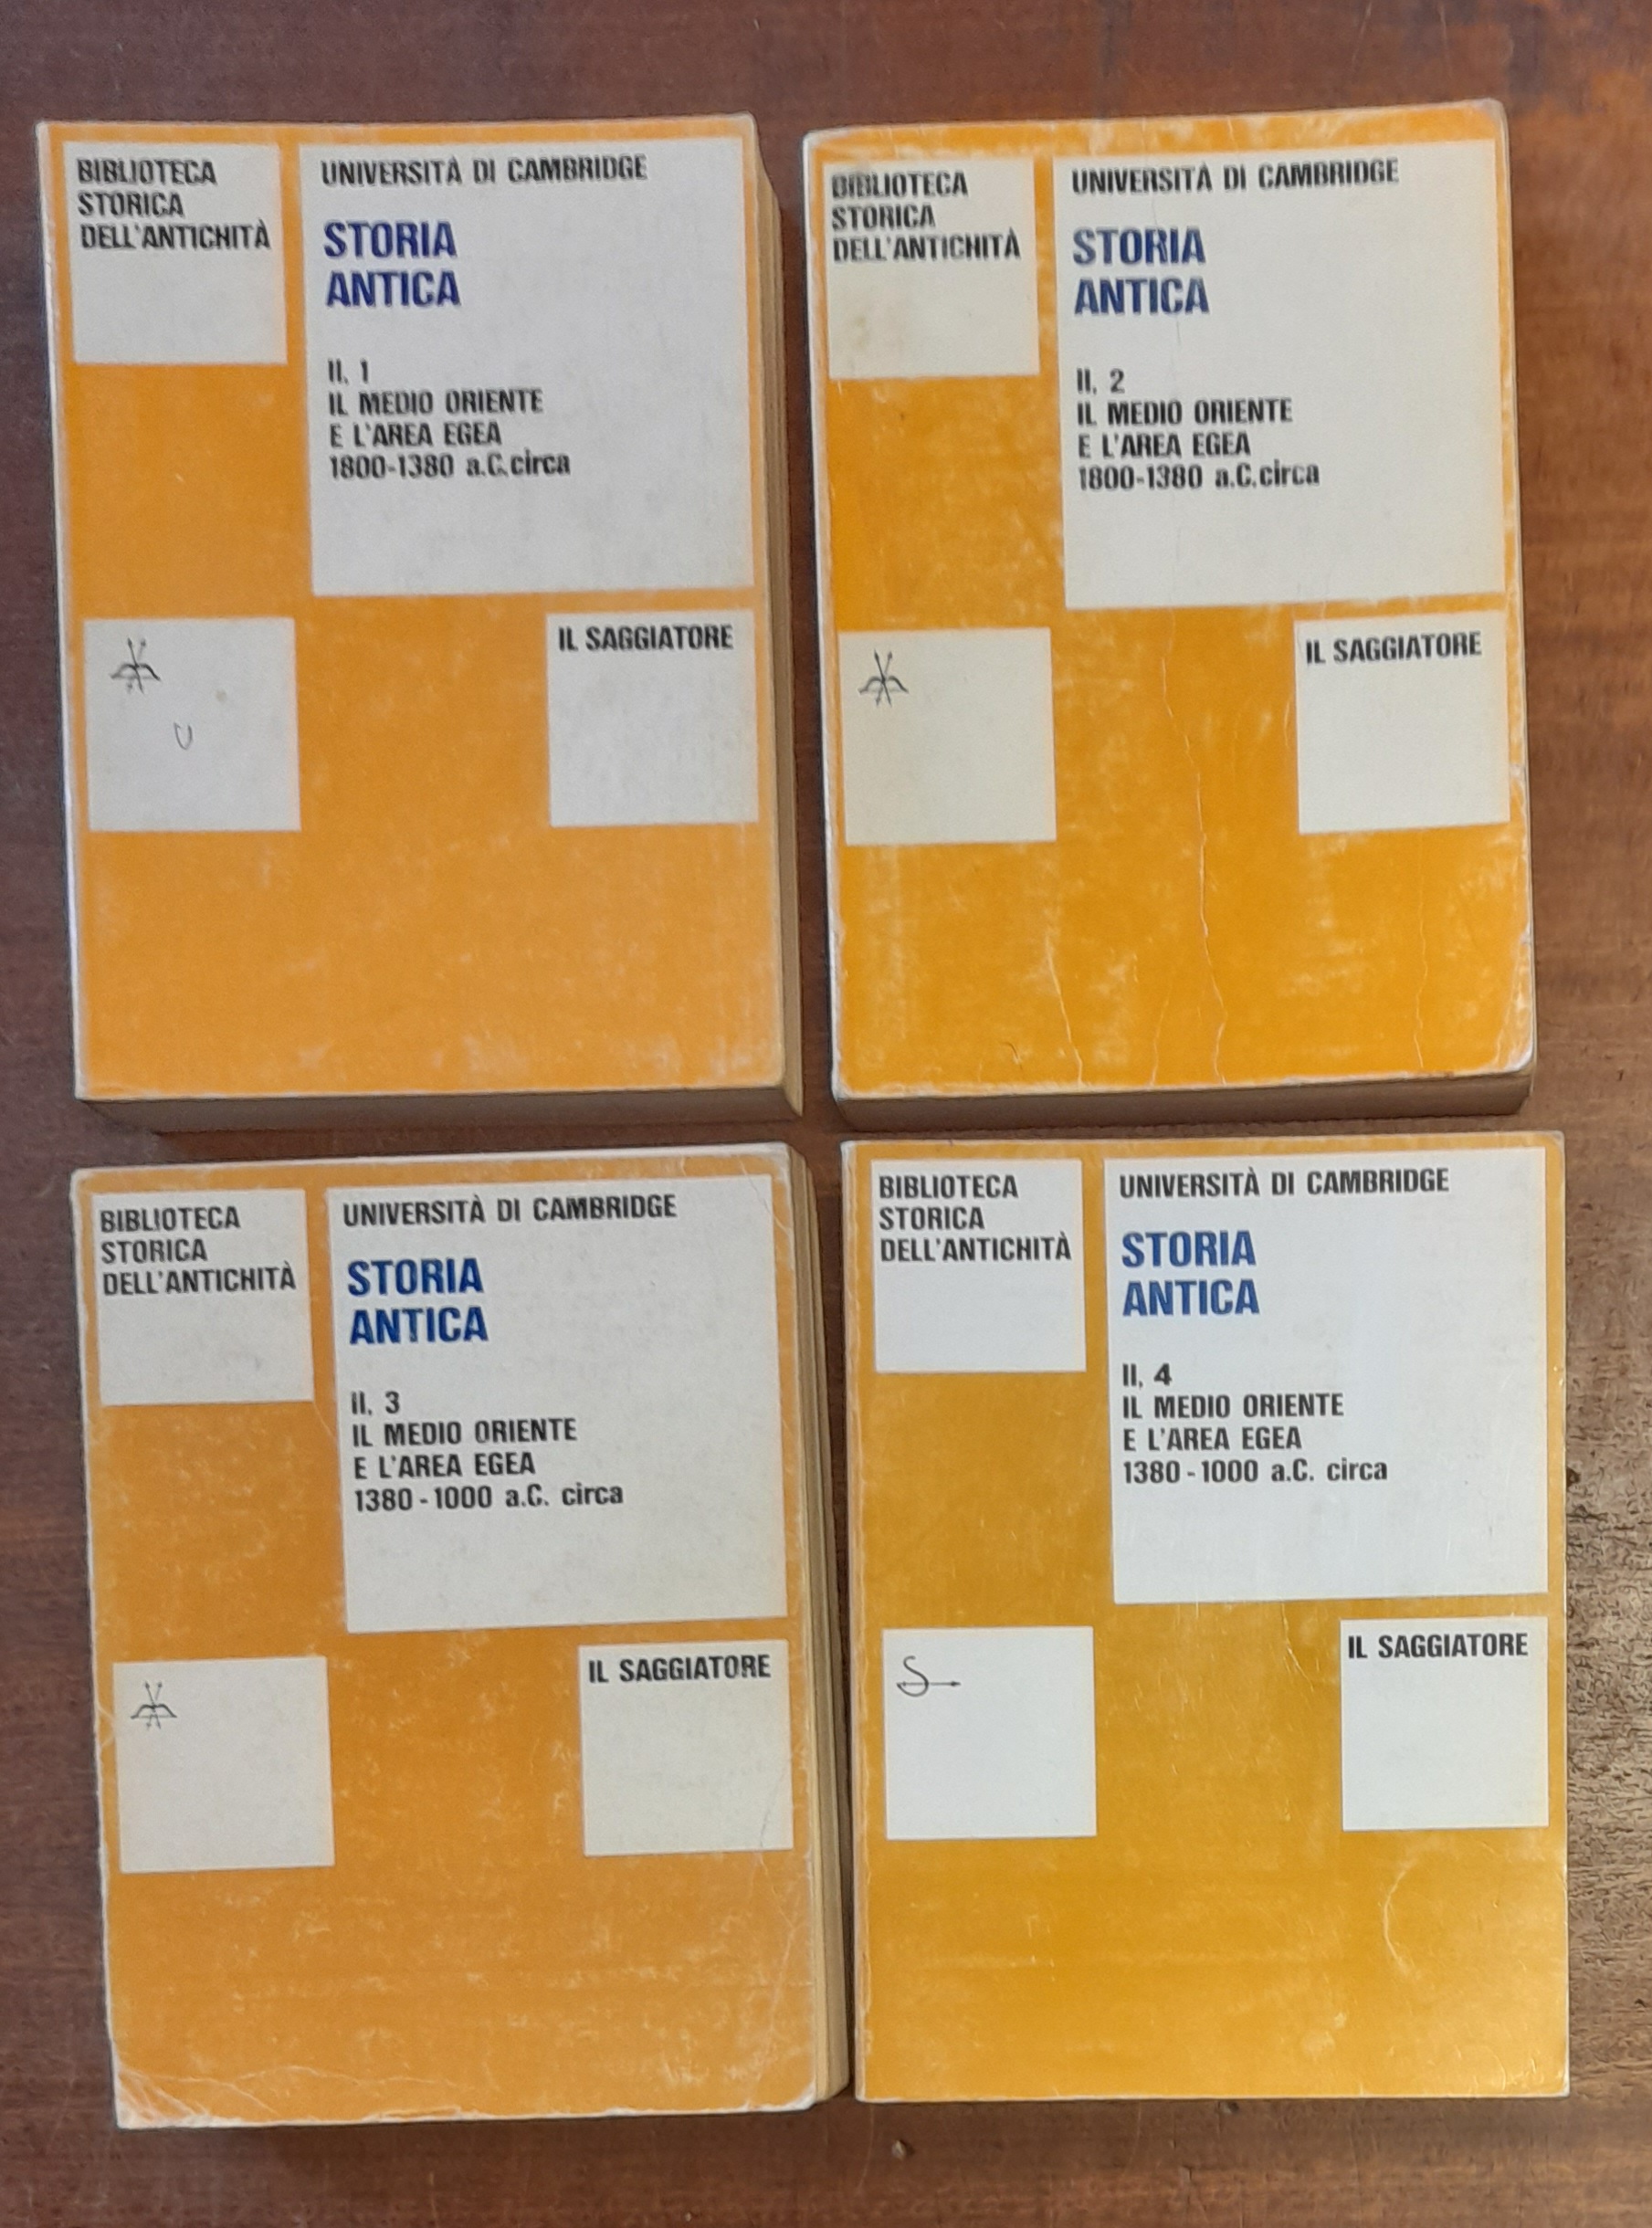 BIBLIOTECA
STORICA
DELL'ANTICHITÀ
UNIVERSITÀ DI CAMBRIDGE
STORIA
ANTICA
II. 1
IL MEDIO ORIENTE
E L'AREA EGEA
1800-1380 a.C.circa
IL SAGGIATORE
BIBLIOTECA
STORICA
DELL'ANTICHITÀ
UNIVERSITÀ DI CAMBRIDGE
STORIA
ANTICA
II. 2
IL MEDIO ORIENTE
E L'AREA EGEA
1800-1380 a.C.circa
IL SAGGIATORE
BIBLIOTECA
STORICA
DELL'ANTICHITÀ
UNIVERSITÀ DI CAMBRIDGE
STORIA
ANTICA
II. 3
IL MEDIO ORIENTE
E L'AREA EGEA
1380-1000 a.C. circa
IL SAGGIATORE
BIBLIOTECA
STORICA
DELL'ANTICHITÀ
UNIVERSITÀ DI CAMBRIDGE
STORIA
ANTICA
II. 4
IL MEDIO ORIENTE
E L'AREA EGEA
1380-1000 a.C. circa
IL SAGGIATORE